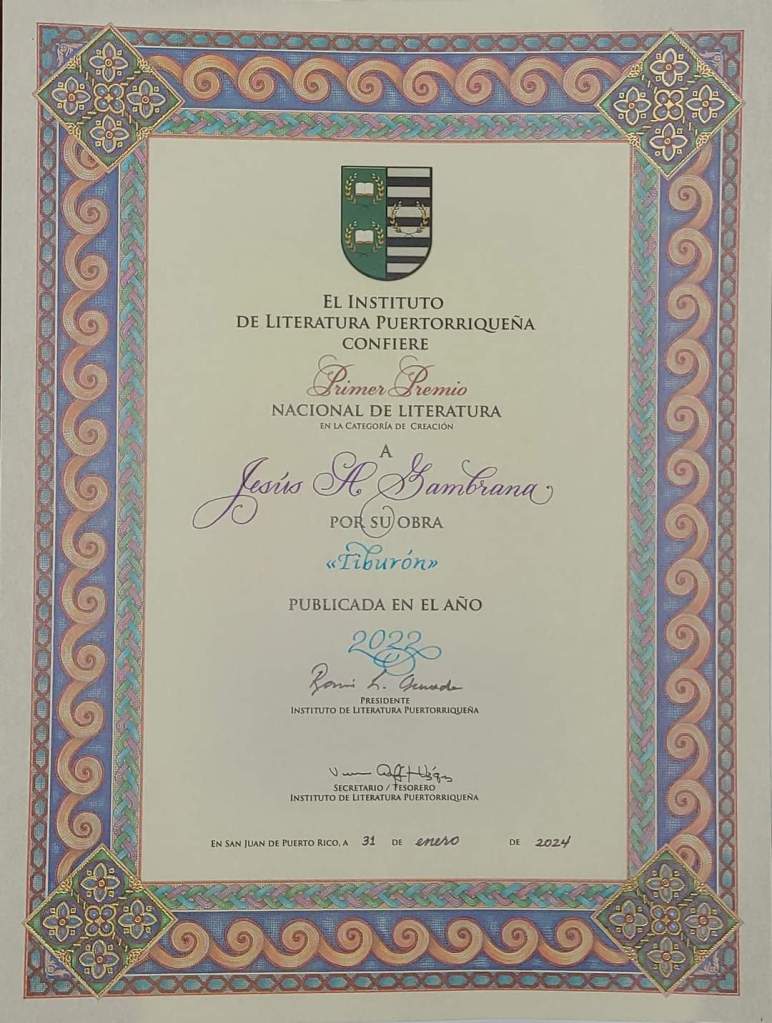 EL INSTITUTO
DE LITERATURA PUERTORRIQUEÑA
CONFIERE
Primer Premio
NACIONAL DE LITERATURA
EN LA CATEGORÍA DE CREACIÓN
A
Jesús A Zambrana
POR SU OBRA
«Tiburón»
PUBLICADA EN EL AÑO
2022
PRESIDENTE
INSTITUTO DE LITERATURA PUERTORRIQUEÑA
SECRETARIO / TESORERO
INSTITUTO DE LITERATURA PUERTORRIQUEÑA
EN SAN JUAN DE PUERTO RICO, A 31 DE enero DE 2024